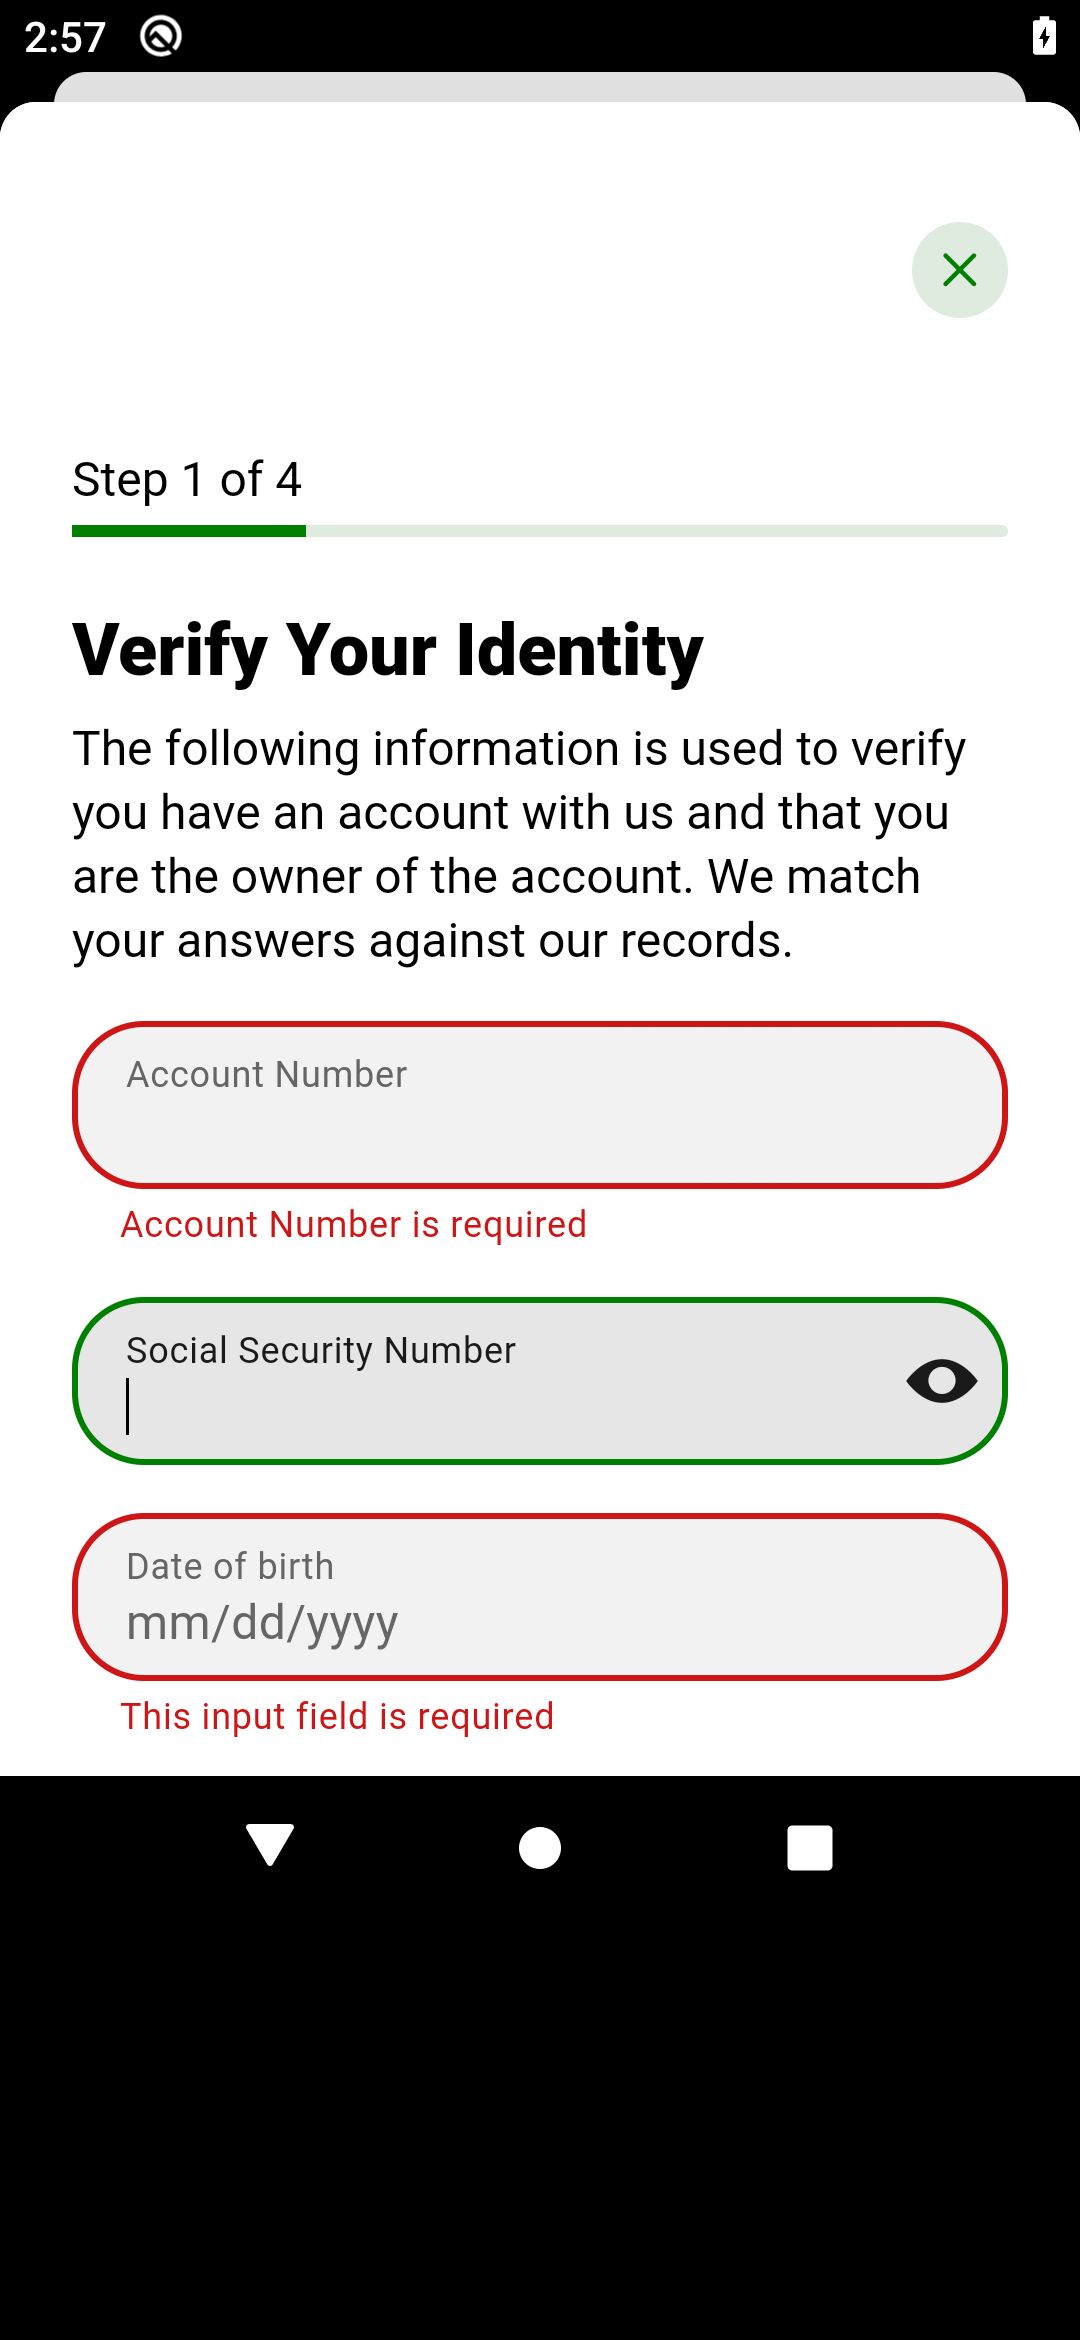 2:57
Step 1 of 4
Verify Your Identity
The following information is used to verify
you have an account with us and that you
are the owner of the account. We match
your answers against our records.
Account Number
Account Number is required
Social Security Number
Date of birth
mm/dd/yyyy
This input field is required